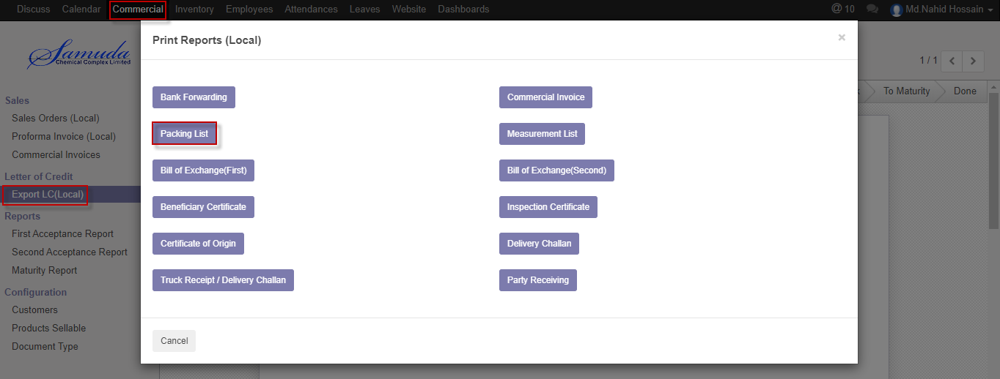 Discuss Calendar Commercial Inventory Employees Attendances Leaves Website Dashboards @ 10 Md.Nahid Hossain
Print Reports (Local) ×
Samuda
Chemical Complex Limited
1 / 1
To Maturity Done
Sales
Sales Orders (Local)
Proforma Invoice (Local)
Commercial Invoices
Letter of Credit
Export LC(Local)
Reports
First Acceptance Report
Second Acceptance Report
Maturity Report
Configuration
Customers
Products Sellable
Document Type
Bank Forwarding Commercial Invoice
Packing List Measurement List
Bill of Exchange(First) Bill of Exchange(Second)
Beneficiary Certificate Inspection Certificate
Certificate of Origin Delivery Challan
Truck Receipt / Delivery Challan Party Receiving
Cancel